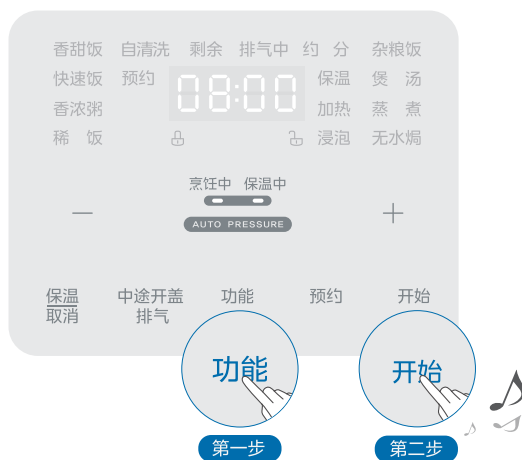 香甜饭 自清洗 剩余 排气中 约 分 杂粮饭
快速饭 预约 保温 煲 汤
08:00
香浓粥 加热 蒸 煮
稀 饭 浸泡 无水焗
烹饪中 保温中
AUTO PRESSURE
— +
保温 中途开盖 功能 预约 开始
取消 排气
功能 开始
第一步 第二步